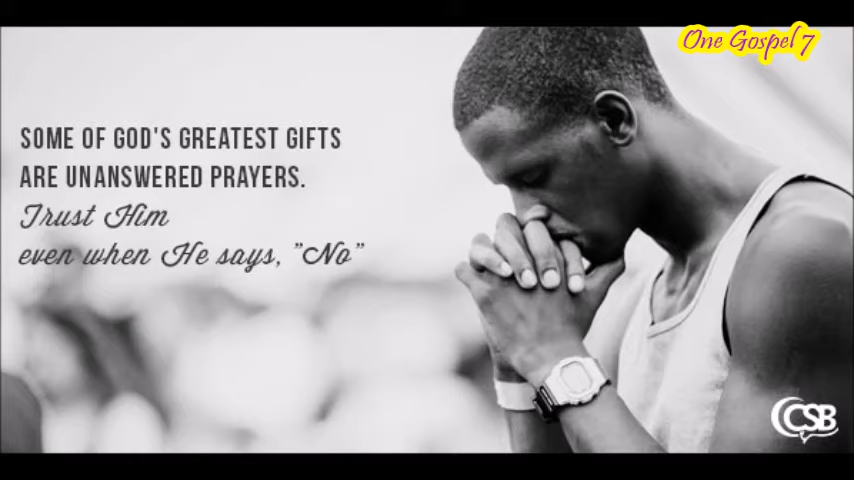 One Gospel 7
SOME OF GOD'S GREATEST GIFTS
ARE UNANSWERED PRAYERS.
Trust Him
even when He says, "No"
CSB